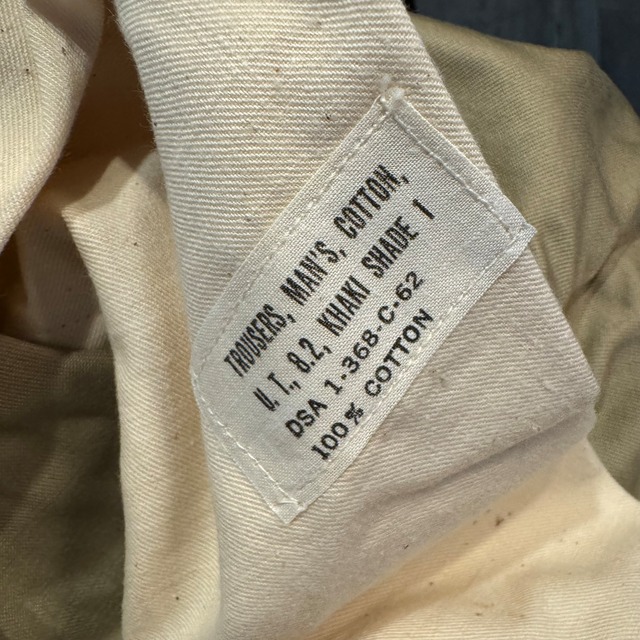 TROUSERS, MAN'S, COTTON,
U. T., 8.2, KHAKI SHADE 1
DSA 1-368-C-62
100% COTTON